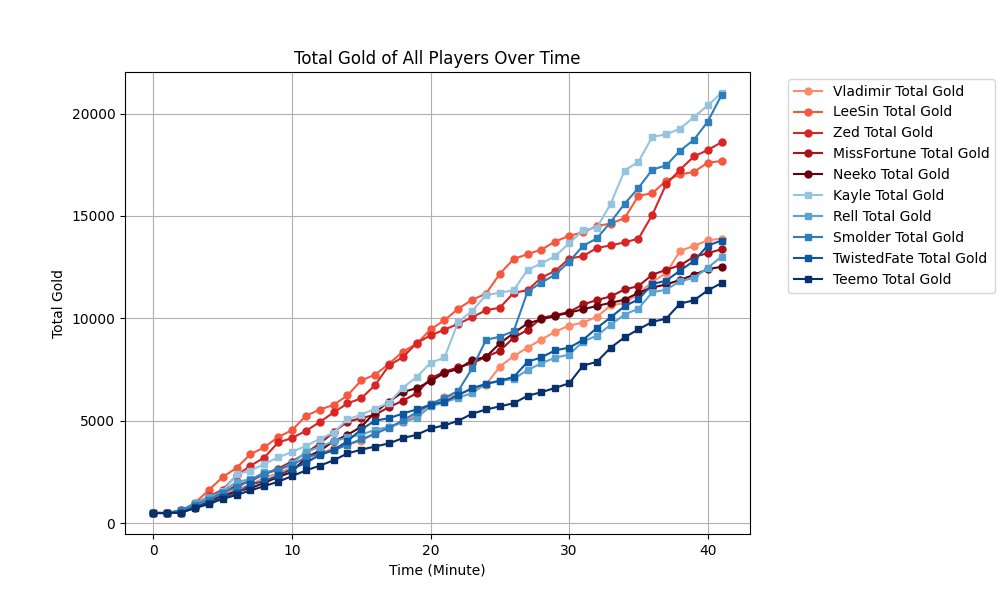 Total Gold of All Players Over Time
Total Gold
20000
15000
10000
5000
0
0 10 20 30 40
Time (Minute)
Vladimir Total Gold
LeeSin Total Gold
Zed Total Gold
MissFortune Total Gold
Neeko Total Gold
Kayle Total Gold
Rell Total Gold
Smolder Total Gold
TwistedFate Total Gold
Teemo Total Gold